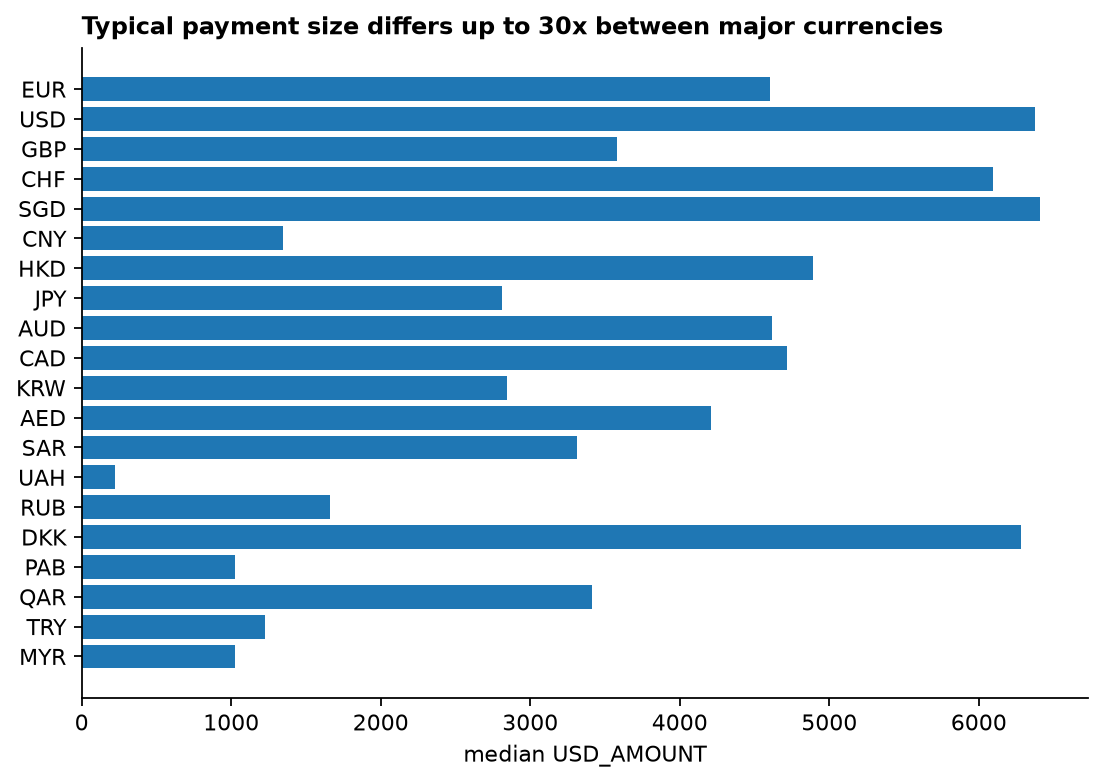 Typical payment size differs up to 30x between major currencies
EUR
USD
GBP
CHF
SGD
CNY
HKD
JPY
AUD
CAD
KRW
AED
SAR
UAH
RUB
DKK
PAB
QAR
TRY
MYR
0 1000 2000 3000 4000 5000 6000
median USD_AMOUNT